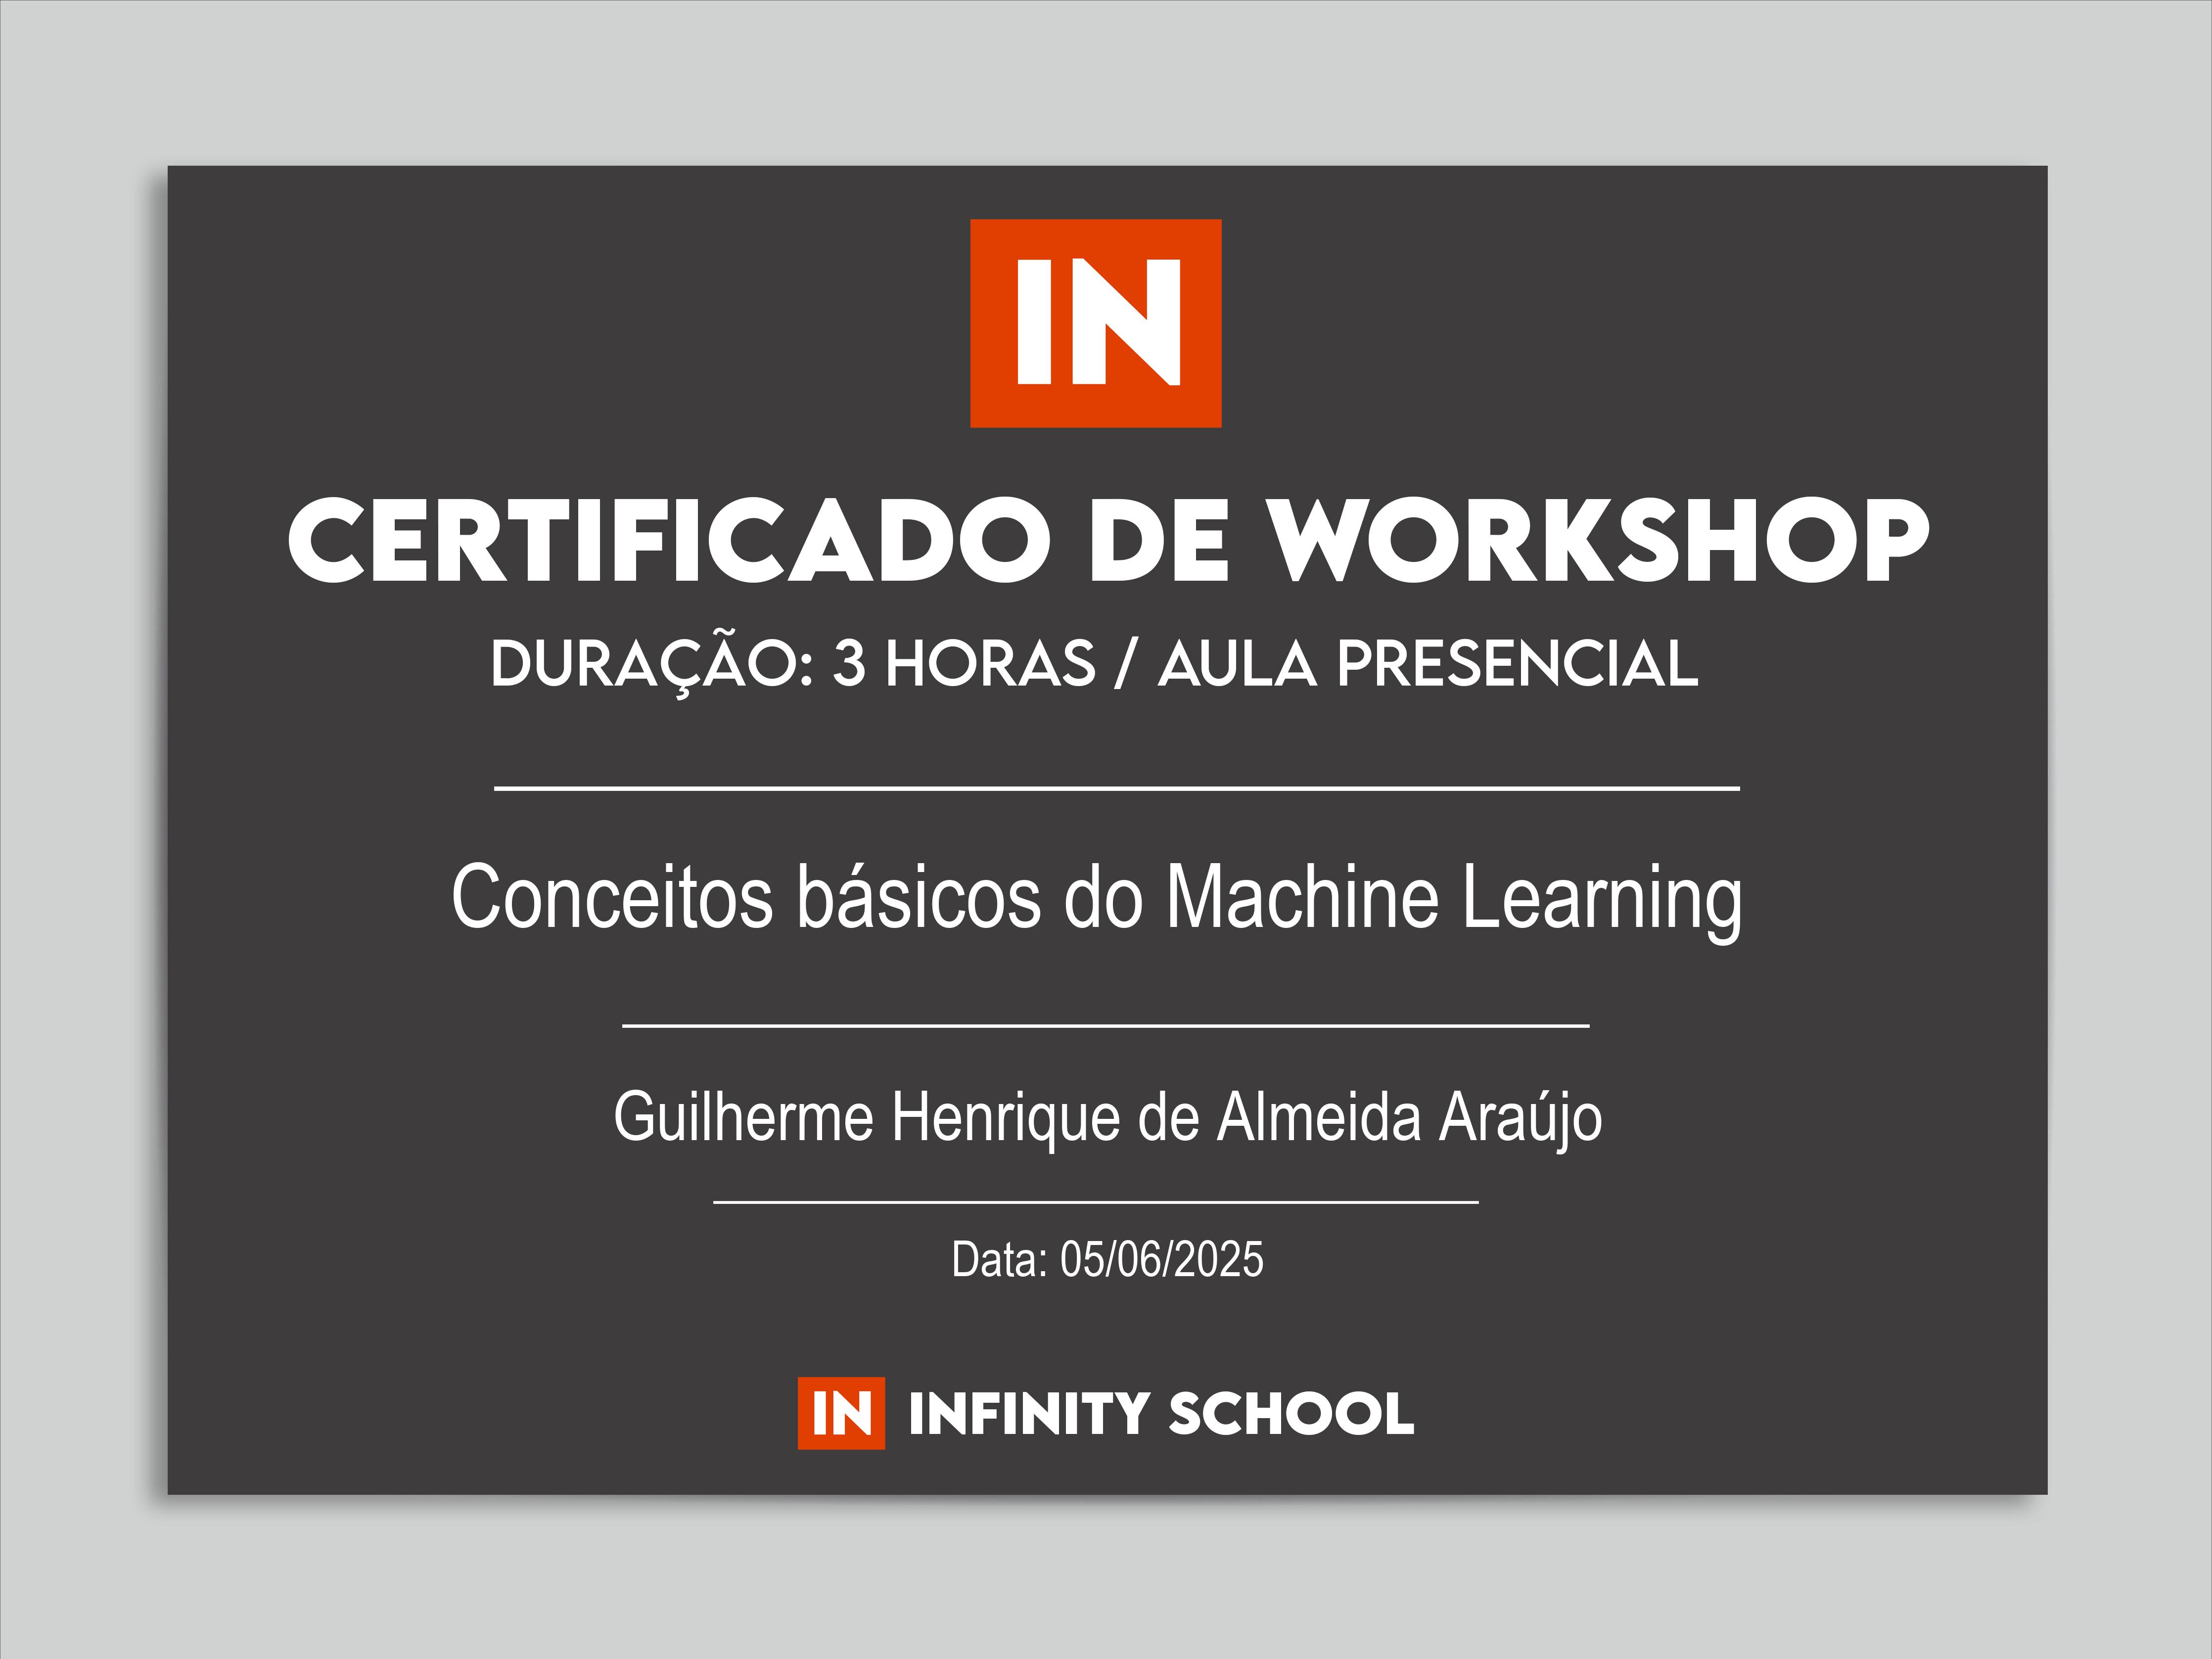 IN
CERTIFICADO DE WORKSHOP
DURAÇÃO: 3 HORAS / AULA PRESENCIAL
Conceitos básicos do Machine Learning
Guilherme Henrique de Almeida Araújo
Data: 05/06/2025
IN INFINITY SCHOOL